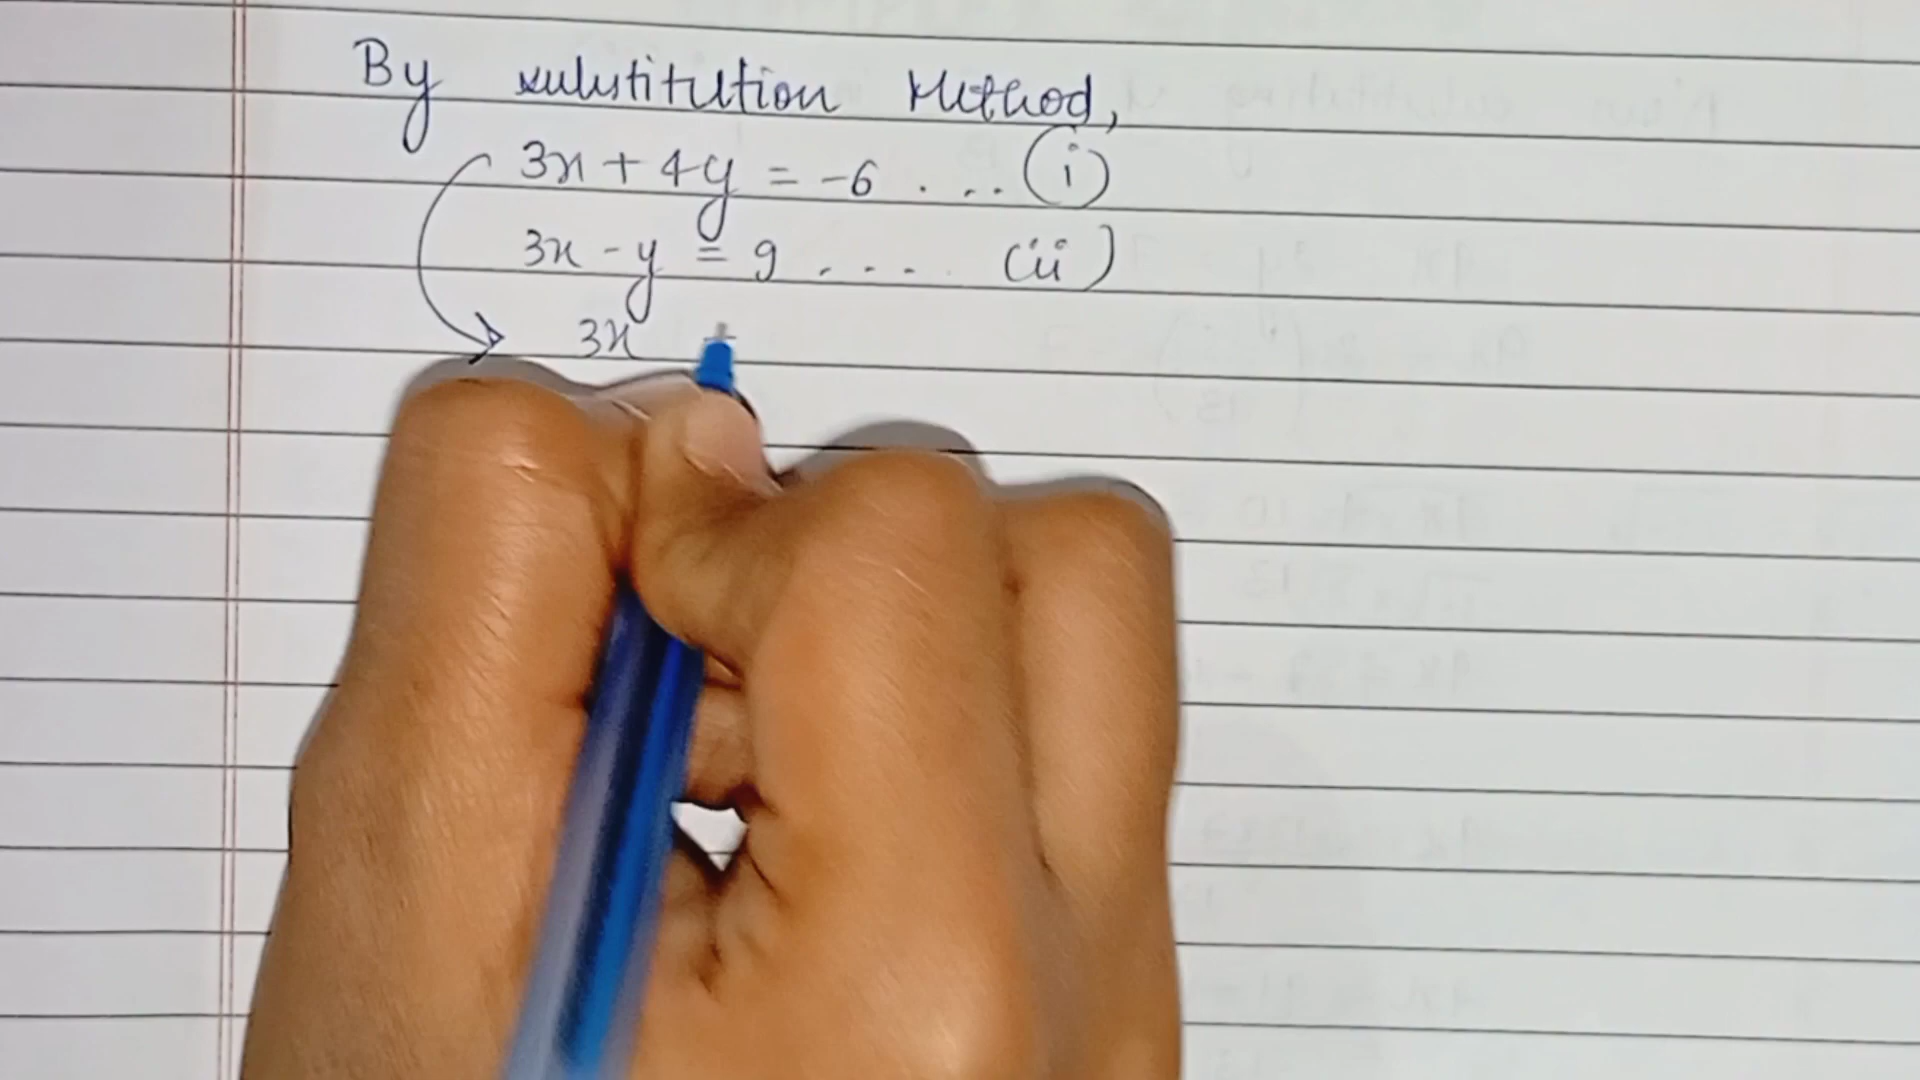 By substitution Method,
3x + 4y = -6 . ... (i)
3x - y = 9 .... (ii)
3x